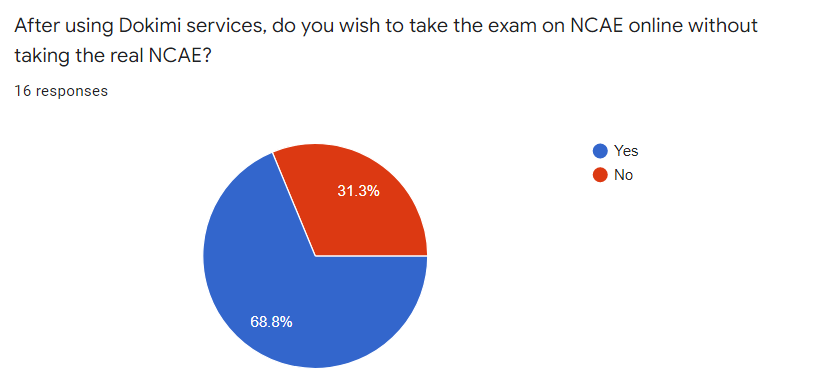 After using Dokimi services, do you wish to take the exam on NCAE online without
taking the real NCAE?
16 responses
Yes
No
31.3%
68.8%